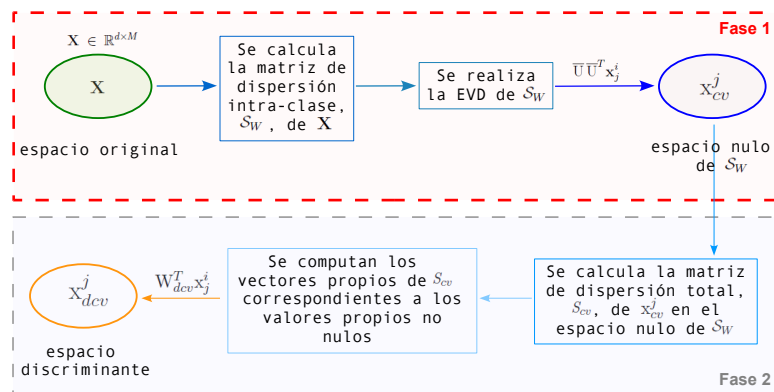 Fase 1
X ∈ ℝ^{d×M}
X
espacio original
Se calcula
la matriz de
dispersión
intra-clase,
𝒮_W , de X
Se realiza
la EVD de 𝒮_W
U̅ U̅^T x_j^i
x_{cv}^j
espacio nulo
de 𝒮_W
Se calcula la matriz
de dispersión total,
S_{cv}, de x_{cv}^j en el
espacio nulo de 𝒮_W
Se computan los
vectores propios de S_{cv}
correspondientes a los
valores propios no
nulos
W_{dcv}^T x_j^i
x_{dcv}^j
espacio
discriminante
Fase 2